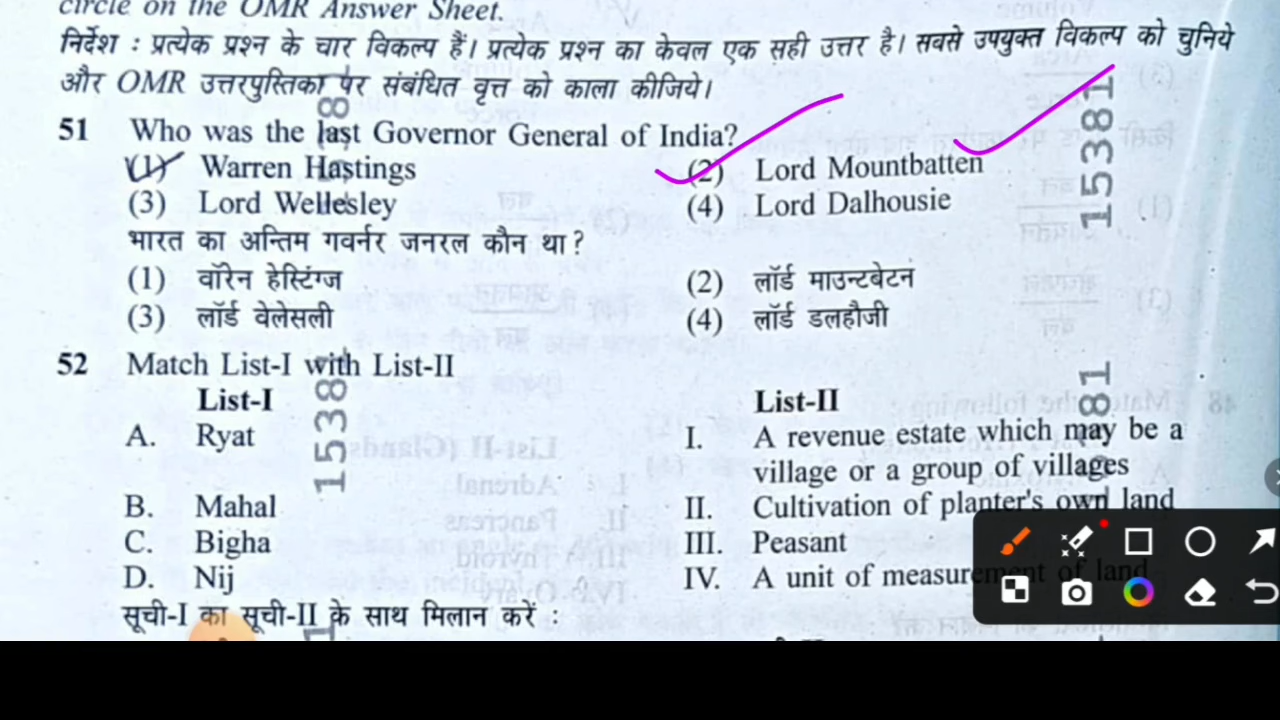 circle on the OMR Answer Sheet.
निर्देश : प्रत्येक प्रश्न के चार विकल्प हैं। प्रत्येक प्रश्न का केवल एक सही उत्तर है। सबसे उपयुक्त विकल्प को चुनिये
और OMR उत्तरपुस्तिका पर संबंधित वृत्त को काला कीजिये।
51 Who was the last Governor General of India?
(1) Warren Hastings (2) Lord Mountbatten
(3) Lord Wellesley (4) Lord Dalhousie
भारत का अन्तिम गवर्नर जनरल कौन था?
(1) वॉरेन हेस्टिंग्ज (2) लॉर्ड माउन्टबेटन
(3) लॉर्ड वेलेसली (4) लॉर्ड डलहौजी
52 Match List-I with List-II
List-I List-II
A. Ryat I. A revenue estate which may be a
village or a group of villages
B. Mahal II. Cultivation of planter's own land
C. Bigha III. Peasant
D. Nij IV. A unit of measurement of land
सूची-I का सूची-II के साथ मिलान करें :
15381